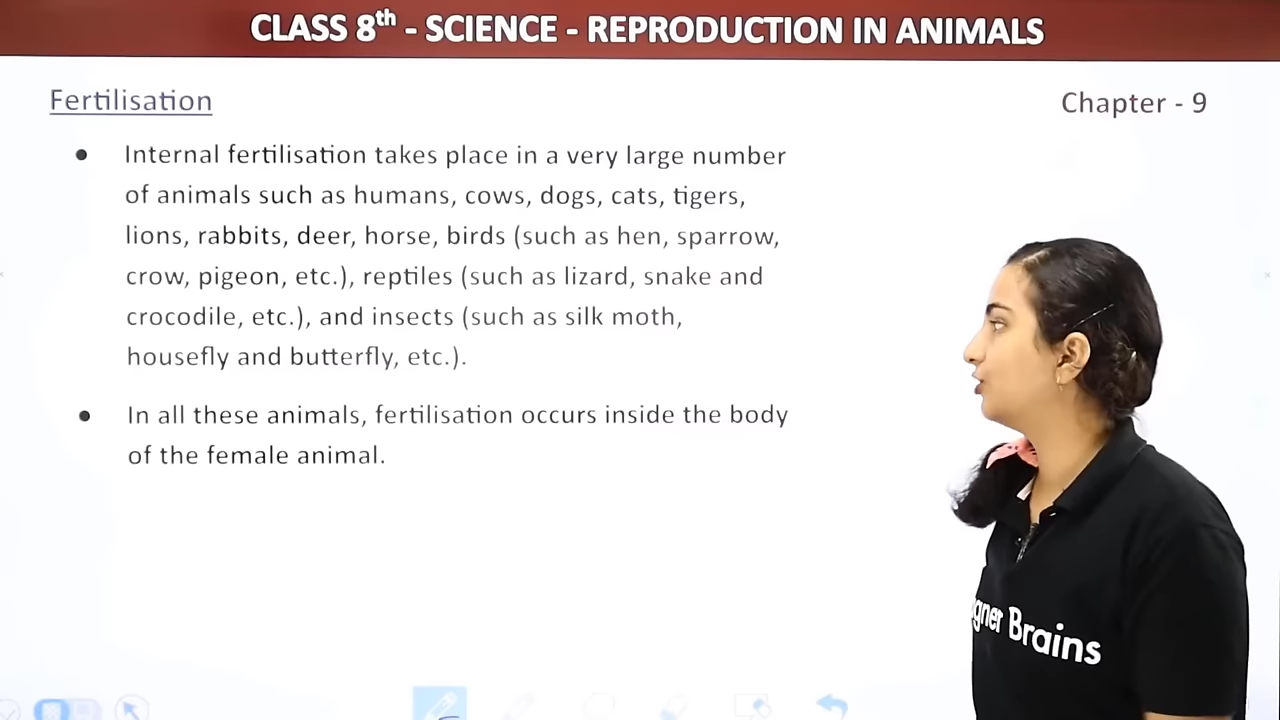 CLASS 8th - SCIENCE - REPRODUCTION IN ANIMALS
Fertilisation
Chapter - 9
● Internal fertilisation takes place in a very large number
of animals such as humans, cows, dogs, cats, tigers,
lions, rabbits, deer, horse, birds (such as hen, sparrow,
crow, pigeon, etc.), reptiles (such as lizard, snake and
crocodile, etc.), and insects (such as silk moth,
housefly and butterfly, etc.).
● In all these animals, fertilisation occurs inside the body
of the female animal.
Brains